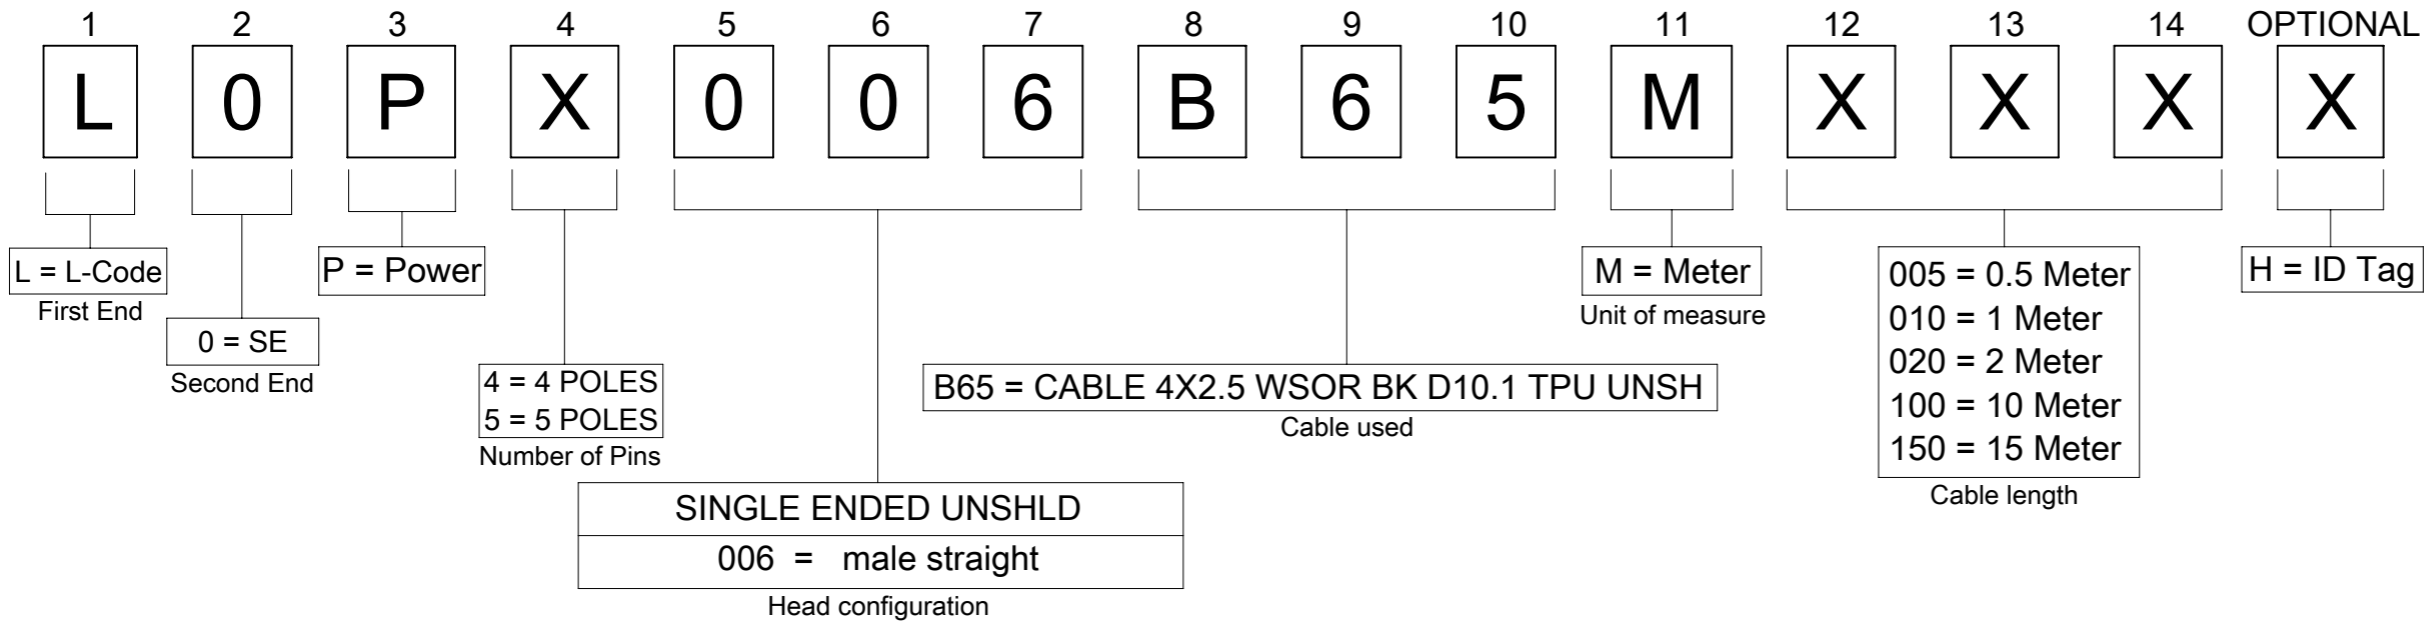 1 2 3 4 5 6 7 8 9 10 11 12 13 14 OPTIONAL
L 0 P X 0 0 6 B 6 5 M X X X X
L = L-Code
First End
0 = SE
Second End
P = Power
4 = 4 POLES
5 = 5 POLES
Number of Pins
SINGLE ENDED UNSHLD
006 = male straight
Head configuration
B65 = CABLE 4X2.5 WSOR BK D10.1 TPU UNSH
Cable used
M = Meter
Unit of measure
005 = 0.5 Meter
010 = 1 Meter
020 = 2 Meter
100 = 10 Meter
150 = 15 Meter
Cable length
H = ID Tag